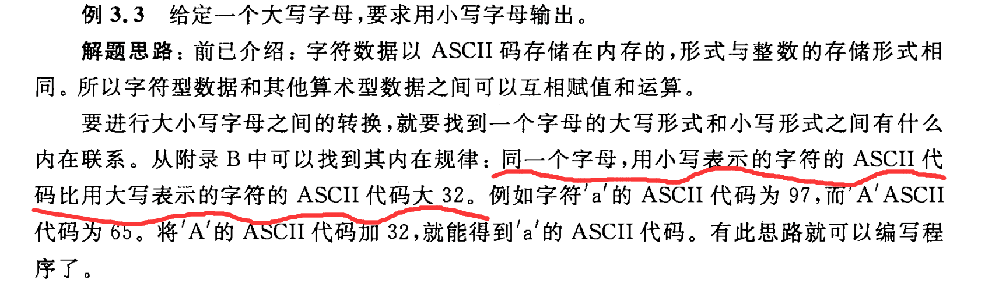 例 3.3 给定一个大写字母,要求用小写字母输出。
解题思路:前已介绍:字符数据以 ASCII 码存储在内存的,形式与整数的存储形式相
同。所以字符型数据和其他算术型数据之间可以互相赋值和运算。
要进行大小写字母之间的转换,就要找到一个字母的大写形式和小写形式之间有什么
内在联系。从附录 B 中可以找到其内在规律:同一个字母,用小写表示的字符的 ASCII 代
码比用大写表示的字符的 ASCII 代码大 32。例如字符'a'的 ASCII 代码为 97,而'A'ASCII
代码为 65。将'A'的 ASCII 代码加 32,就能得到'a'的 ASCII 代码。有此思路就可以编写程
序了。